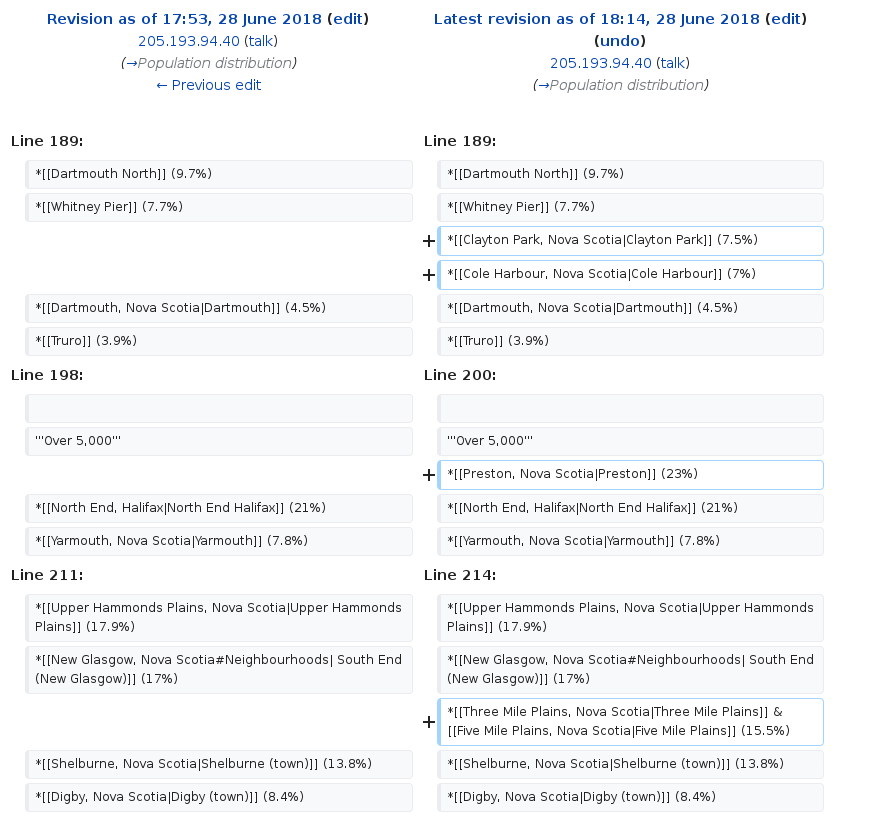 Revision as of 17:53, 28 June 2018 (edit)
205.193.94.40 (talk)
(→Population distribution)
← Previous edit
Latest revision as of 18:14, 28 June 2018 (edit)
(undo)
205.193.94.40 (talk)
(→Population distribution)
Line 189:
Line 189:
*[[Dartmouth North]] (9.7%)
*[[Dartmouth North]] (9.7%)
*[[Whitney Pier]] (7.7%)
*[[Whitney Pier]] (7.7%)
+ *[[Clayton Park, Nova Scotia|Clayton Park]] (7.5%)
+ *[[Cole Harbour, Nova Scotia|Cole Harbour]] (7%)
*[[Dartmouth, Nova Scotia|Dartmouth]] (4.5%)
*[[Dartmouth, Nova Scotia|Dartmouth]] (4.5%)
*[[Truro]] (3.9%)
*[[Truro]] (3.9%)
Line 198:
Line 200:
'''Over 5,000'''
'''Over 5,000'''
+ *[[Preston, Nova Scotia|Preston]] (23%)
*[[North End, Halifax|North End Halifax]] (21%)
*[[North End, Halifax|North End Halifax]] (21%)
*[[Yarmouth, Nova Scotia|Yarmouth]] (7.8%)
*[[Yarmouth, Nova Scotia|Yarmouth]] (7.8%)
Line 211:
Line 214:
*[[Upper Hammonds Plains, Nova Scotia|Upper Hammonds
Plains]] (17.9%)
*[[Upper Hammonds Plains, Nova Scotia|Upper Hammonds
Plains]] (17.9%)
*[[New Glasgow, Nova Scotia#Neighbourhoods| South End
(New Glasgow)]] (17%)
*[[New Glasgow, Nova Scotia#Neighbourhoods| South End
(New Glasgow)]] (17%)
+ *[[Three Mile Plains, Nova Scotia|Three Mile Plains]] &
[[Five Mile Plains, Nova Scotia|Five Mile Plains]] (15.5%)
*[[Shelburne, Nova Scotia|Shelburne (town)]] (13.8%)
*[[Shelburne, Nova Scotia|Shelburne (town)]] (13.8%)
*[[Digby, Nova Scotia|Digby (town)]] (8.4%)
*[[Digby, Nova Scotia|Digby (town)]] (8.4%)